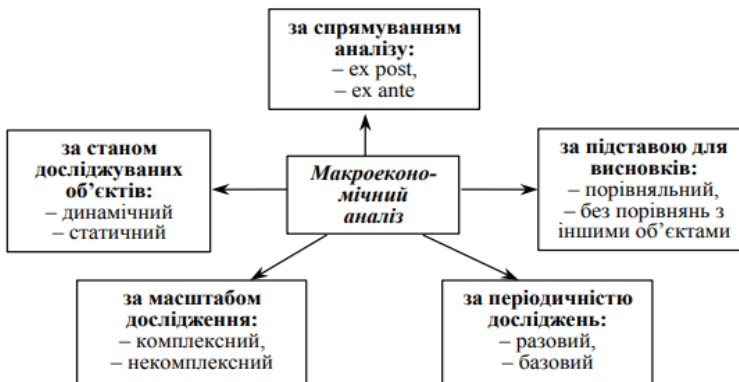 за спрямуванням
аналізу:
– ex post,
– ex ante
за станом
досліджуваних
об’єктів:
– динамічний
– статичний
Макроеконо-
мічний
аналіз
за підставою для
висновків:
– порівняльний,
– без порівнянь з
іншими об’єктами
за масштабом
дослідження:
– комплексний,
– некомплексний
за періодичністю
досліджень:
– разовий,
– базовий